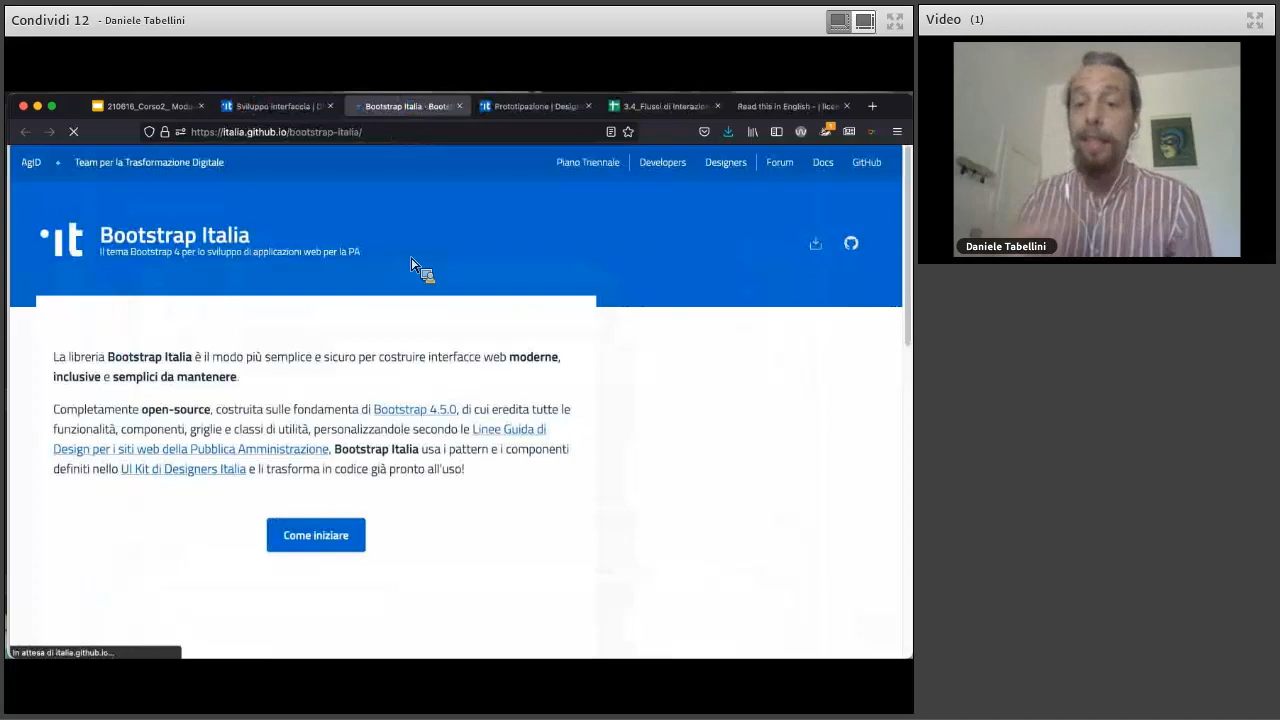 Condividi 12 - Daniele Tabellini
Video (1)
210616_Corso2_ Modu
Sviluppo interfaccia | D
Bootstrap Italia · Boots
Prototipazione | Design
3.4_Flussi di Interazion
Read this in English - | lice
https://italia.github.io/bootstrap-italia/
AgID
Team per la Trasformazione Digitale
Piano Triennale
Developers
Designers
Forum
Docs
GitHub
it
Bootstrap Italia
Il tema Bootstrap 4 per lo sviluppo di applicazioni web per la PA
La libreria Bootstrap Italia è il modo più semplice e sicuro per costruire interfacce web moderne,
inclusive e semplici da mantenere.
Completamente open-source, costruita sulle fondamenta di Bootstrap 4.5.0, di cui eredita tutte le
funzionalità, componenti, griglie e classi di utilità, personalizzandole secondo le Linee Guida di
Design per i siti web della Pubblica Amministrazione, Bootstrap Italia usa i pattern e i componenti
definiti nello UI Kit di Designers Italia e li trasforma in codice già pronto all'uso!
Come iniziare
In attesa di italia.github.io...
Daniele Tabellini